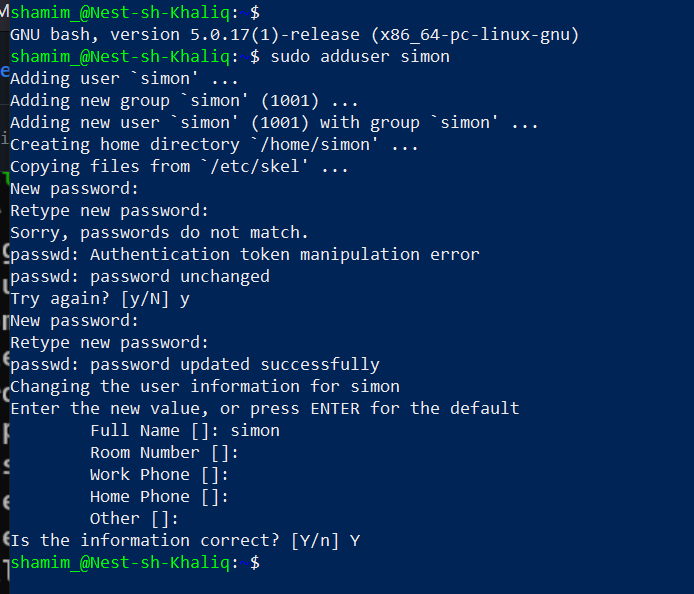 shamim_@Nest-sh-Khaliq:~$
GNU bash, version 5.0.17(1)-release (x86_64-pc-linux-gnu)
shamim_@Nest-sh-Khaliq:~$ sudo adduser simon
Adding user `simon' ...
Adding new group `simon' (1001) ...
Adding new user `simon' (1001) with group `simon' ...
Creating home directory `/home/simon' ...
Copying files from `/etc/skel' ...
New password:
Retype new password:
Sorry, passwords do not match.
passwd: Authentication token manipulation error
passwd: password unchanged
Try again? [y/N] y
New password:
Retype new password:
passwd: password updated successfully
Changing the user information for simon
Enter the new value, or press ENTER for the default
        Full Name []: simon
        Room Number []:
        Work Phone []:
        Home Phone []:
        Other []:
Is the information correct? [Y/n] Y
shamim_@Nest-sh-Khaliq:~$